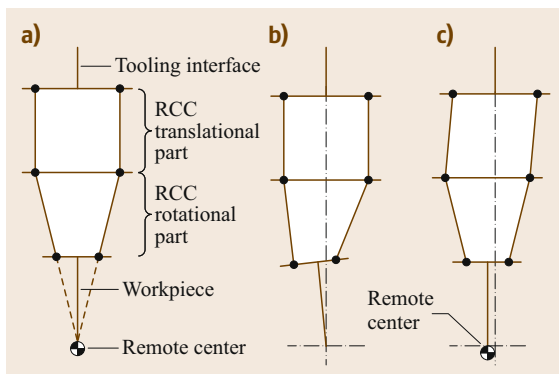 a)
Tooling interface
RCC
translational
part
RCC
rotational
part
Workpiece
Remote center
b)
c)
Remote
center